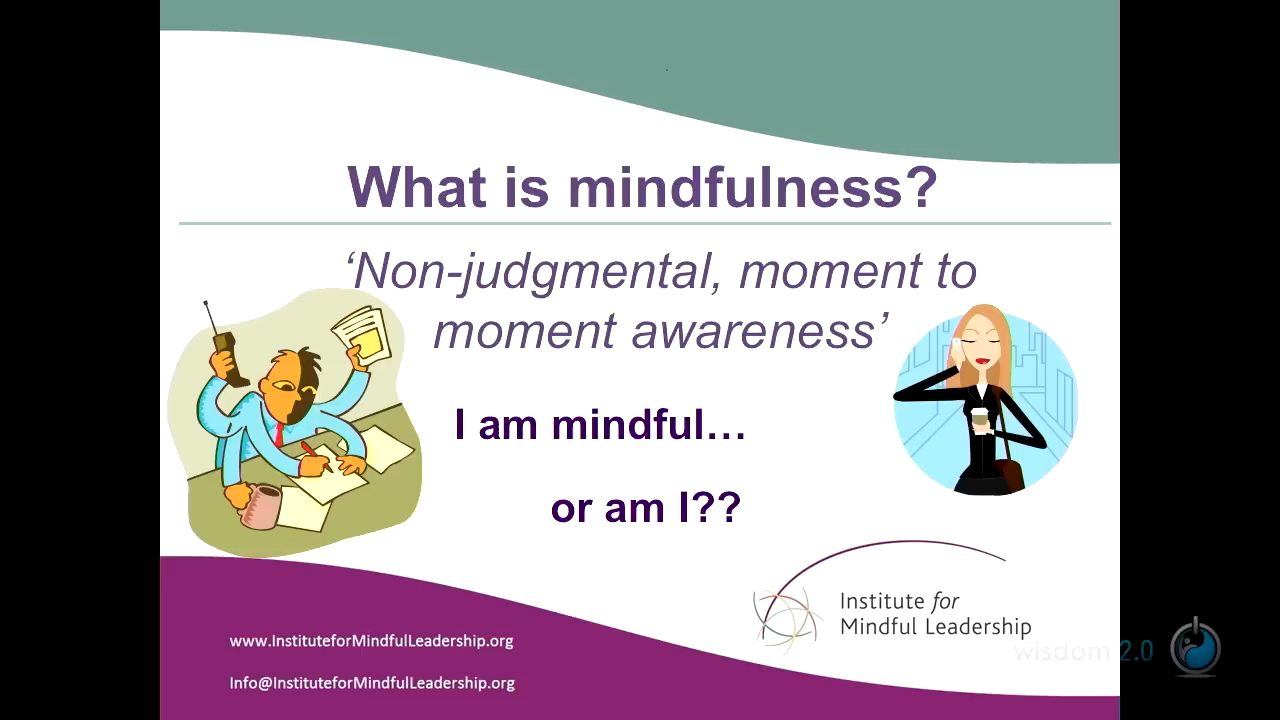 What is mindfulness?
‘Non-judgmental, moment to
moment awareness’
I am mindful…
or am I??
Institute for
Mindful Leadership
wisdom 2.0
www.InstituteforMindfulLeadership.org
Info@InstituteforMindfulLeadership.org